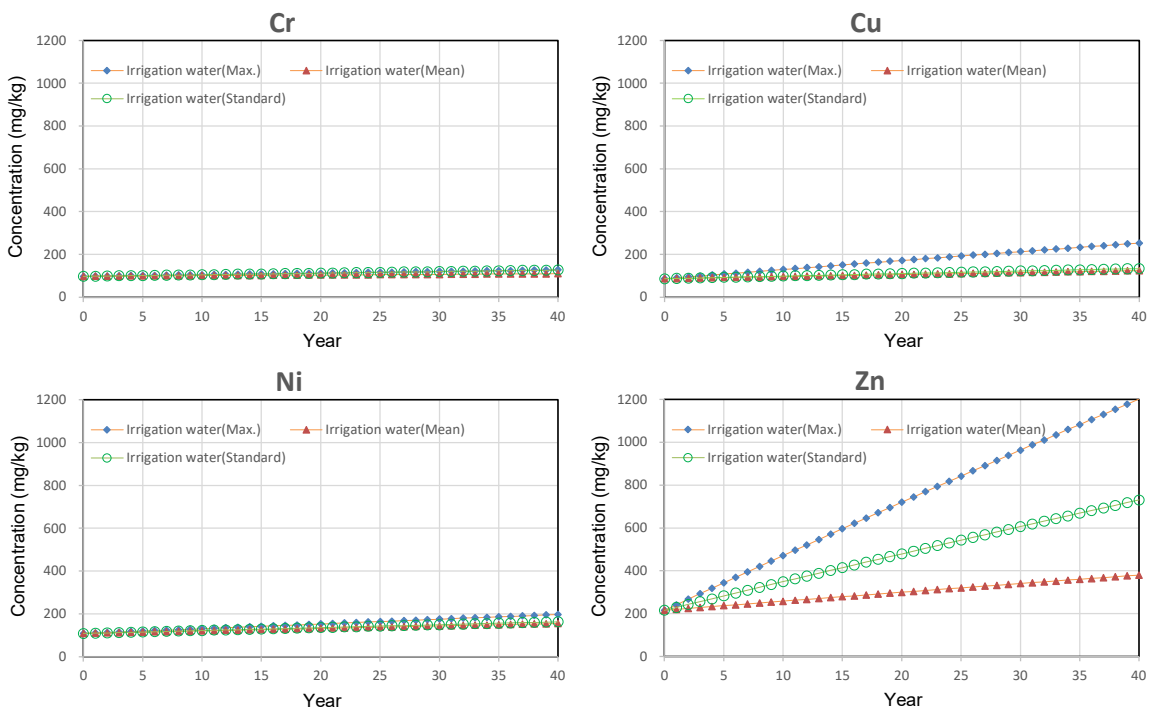 Cr
Concentration (mg/kg)
1200
1000
800
600
400
200
0
Irrigation water(Max.) Irrigation water(Mean)
Irrigation water(Standard)
0 5 10 15 20 25 30 35 40
Year
Cu
Concentration (mg/kg)
1200
1000
800
600
400
200
0
Irrigation water(Max.) Irrigation water(Mean)
Irrigation water(Standard)
0 5 10 15 20 25 30 35 40
Year
Ni
Concentration (mg/kg)
1200
1000
800
600
400
200
0
Irrigation water(Max.) Irrigation water(Mean)
Irrigation water(Standard)
0 5 10 15 20 25 30 35 40
Year
Zn
Concentration (mg/kg)
1200
1000
800
600
400
200
0
Irrigation water(Max.) Irrigation water(Mean)
Irrigation water(Standard)
0 5 10 15 20 25 30 35 40
Year